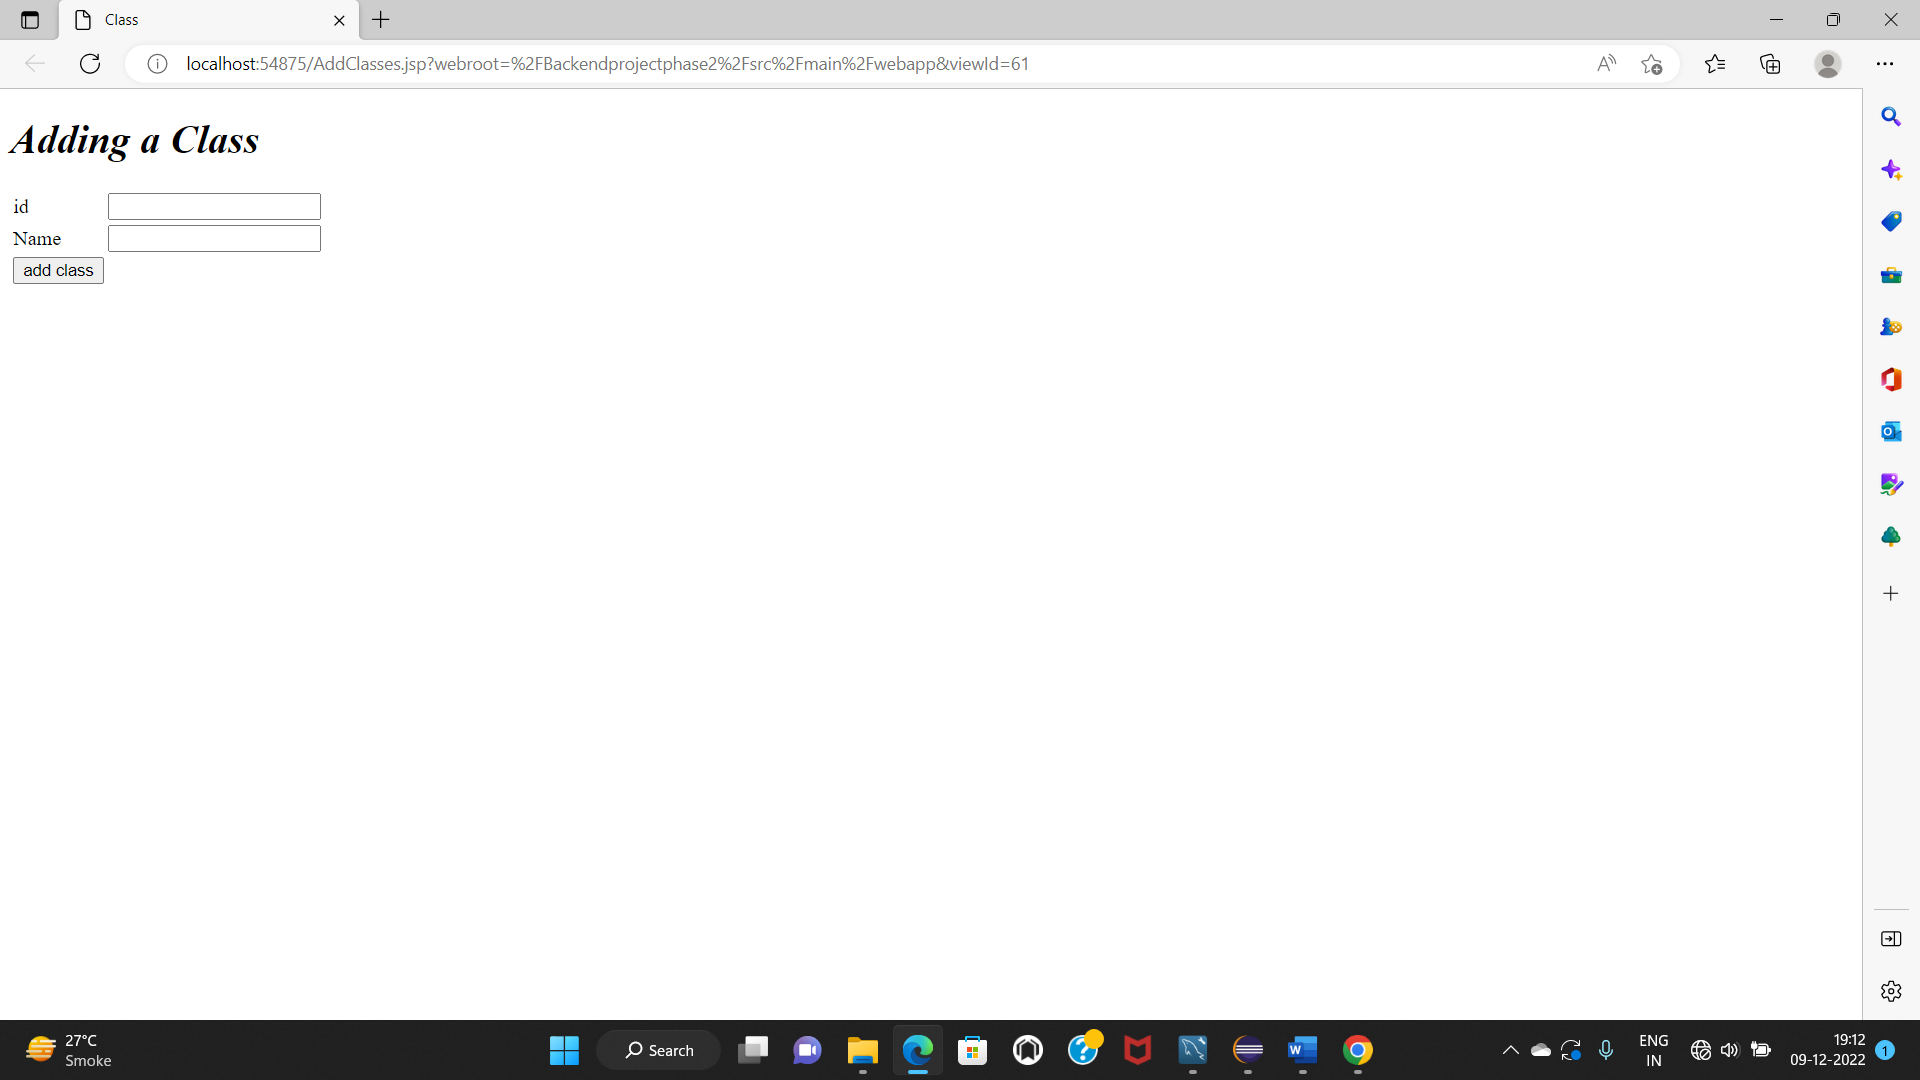 Class
localhost:54875/AddClasses.jsp?webroot=%2FBackendprojectphase2%2Fsrc%2Fmain%2Fwebapp&viewId=61
Adding a Class
id
Name
add class
27°C
Smoke
Search
ENG
IN
19:12
09-12-2022
1